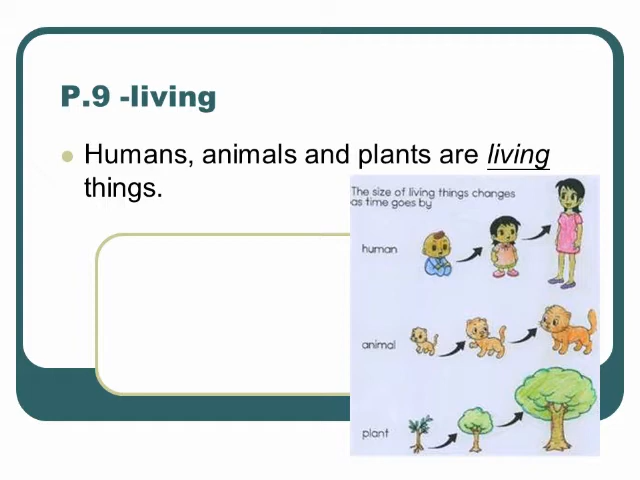 P.9 -living
Humans, animals and plants are living
things.
The size of living things changes
as time goes by
human
animal
plant